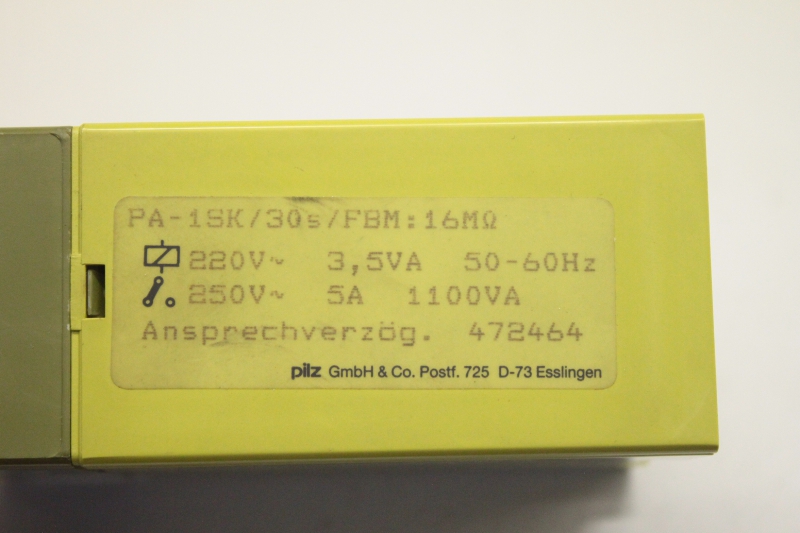 PA-1SK/30s/FBM:16MΩ
220V~ 3,5VA 50-60Hz
250V~ 5A 1100VA
Ansprechverzög. 472464
pilz GmbH & Co. Postf. 725 D-73 Esslingen